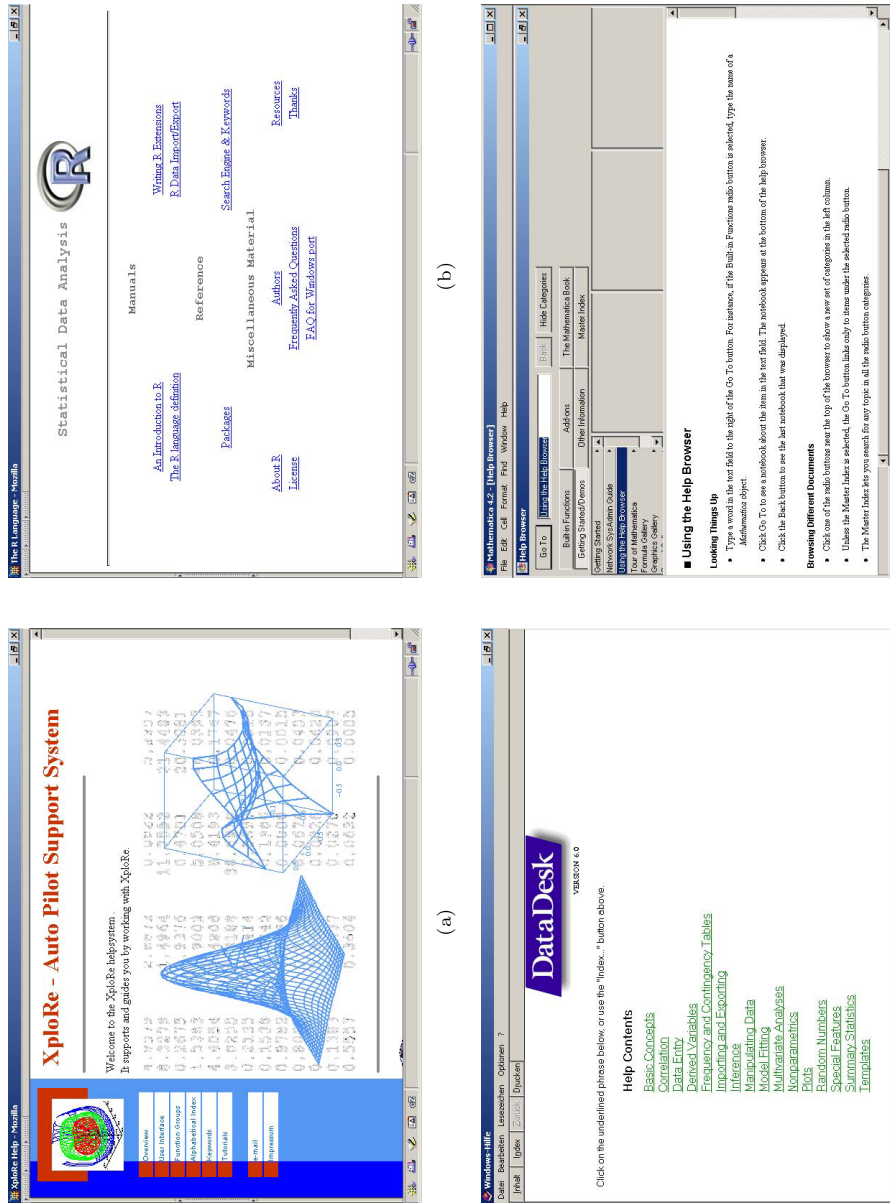 XploRe Help - Mozilla
XploRe - Auto Pilot Support System
Welcome to the XploRe helpsystem .
It supports and guides you by working with XploRe.
Overview
User Interface
Function Groups
Alphabetical Index
Keywords
Tutorials
e-mail
Impressum
(a)
The R Language - Mozilla
Statistical Data Analysis
R
Manuals
An Introduction to R
Writing R Extensions
The R language definition
R Data Import/Export
Reference
Packages
Search Engine & Keywords
Miscellaneous Material
About R
Authors
Resources
License
Frequently Asked Questions
Thanks
FAQ for Windows port
(b)
Windows-Hilfe
Datei Bearbeiten Lesezeichen Optionen ?
Inhalt Index Zurück Drucken
DataDesk
VERSION 6.0
Click on the underlined phrase below, or use the "Index..." button above.
Help Contents
Basic Concepts
Correlation
Data Entry
Derived Variables
Frequency and Contingency Tables
Importing and Exporting
Inference
Manipulating Data
Model Fitting
Multivariate Analyses
Nonparametrics
Plots
Random Numbers
Special Features
Summary Statistics
Templates
Mathematica 4.2 - [Help Browser]
File Edit Cell Format Find Window Help
Help Browser
Go To Using the Help Browser Back Hide Categories
Built-in Functions Add-ons The Mathematica Book
Getting Started/Demos Other Information Master Index
Getting Started
Network SysAdmin Guide
Using the Help Browser
Tour of Mathematica
Formula Gallery
Graphics Gallery
■ Using the Help Browser
Looking Things Up
• Type a word in the text field to the right of the Go To button. For instance, if the Built-in Functions radio button is selected, type the name of a
Mathematica object.
• Click Go To to see a notebook about the item in the text field. The notebook appears at the bottom of the help browser.
• Click the Back button to see the last notebook that was displayed.
Browsing Different Documents
• Click one of the radio buttons near the top of the browser to show a new set of categories in the left column.
• Unless the Master Index is selected, the Go To button links only to items under the selected radio button.
• The Master Index lets you search for any topic in all the radio button categories.